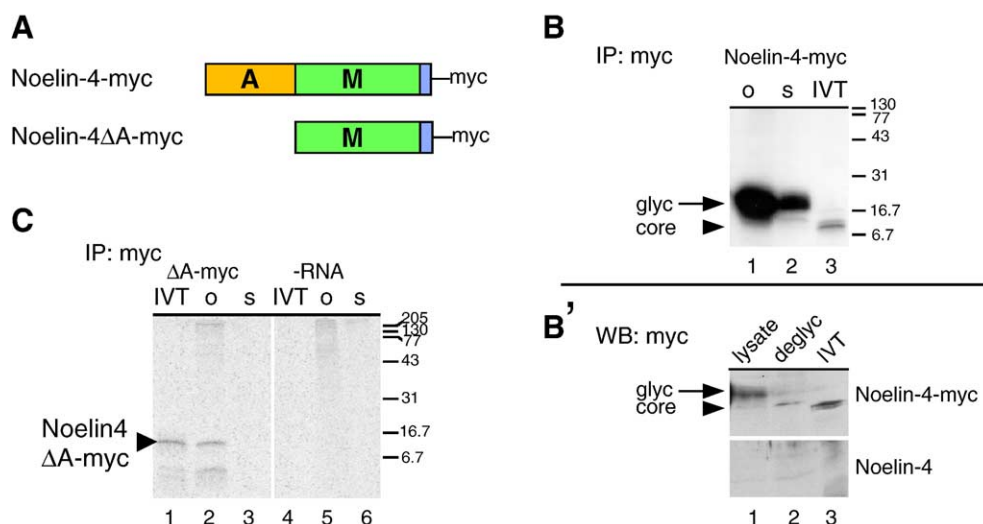 A
Noelin-4-myc
A M myc
Noelin-4ΔA-myc
M myc
B
IP: myc
Noelin-4-myc
o s IVT
130
77
43
31
glyc
16.7
core
6.7
1 2 3
C
IP: myc
ΔA-myc -RNA
IVT o s IVT o s
205
130
77
43
31
16.7
Noelin4
ΔA-myc
6.7
1 2 3 4 5 6
B'
WB: myc
lysate deglyc IVT
glyc
core
Noelin-4-myc
Noelin-4
1 2 3